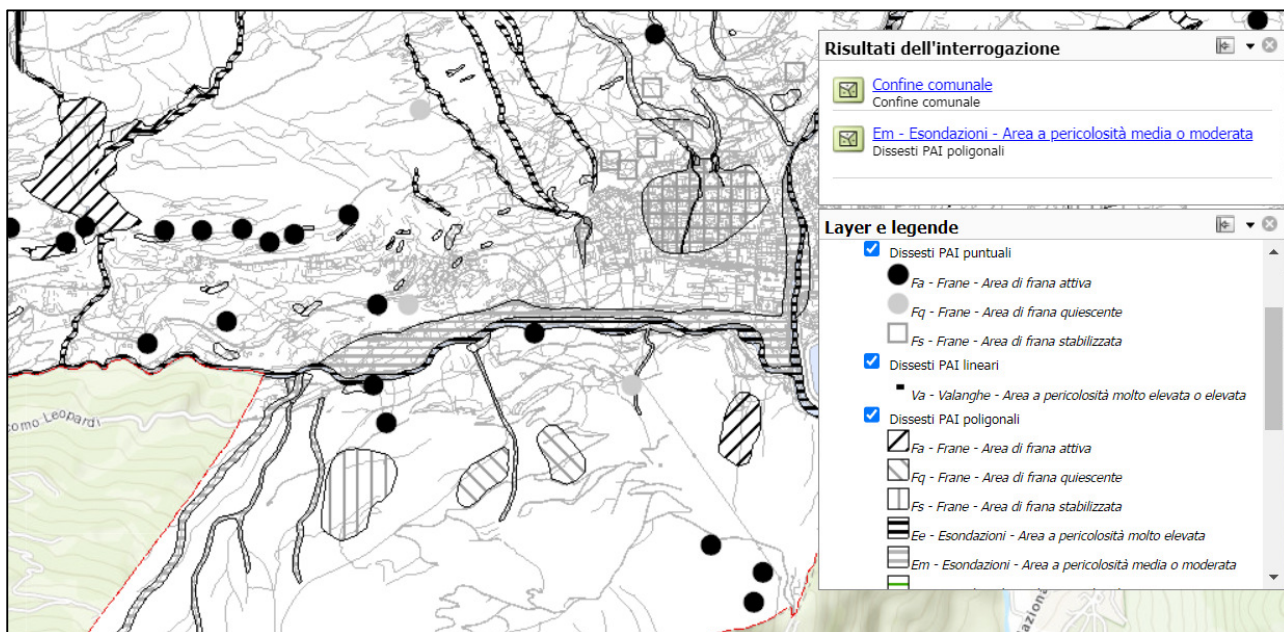 Risultati dell'interrogazione
Confine comunale
Confine comunale
Em - Esondazioni - Area a pericolosità media o moderata
Dissesti PAI poligonali
Layer e legende
Dissesti PAI puntuali
Fa - Frane - Area di frana attiva
Fq - Frane - Area di frana quiescente
Fs - Frane - Area di frana stabilizzata
Dissesti PAI lineari
Va - Valanghe - Area a pericolosità molto elevata o elevata
Dissesti PAI poligonali
Fa - Frane - Area di frana attiva
Fq - Frane - Area di frana quiescente
Fs - Frane - Area di frana stabilizzata
Ee - Esondazioni - Area a pericolosità molto elevata
Em - Esondazioni - Area a pericolosità media o moderata
como Leopardi
aziona